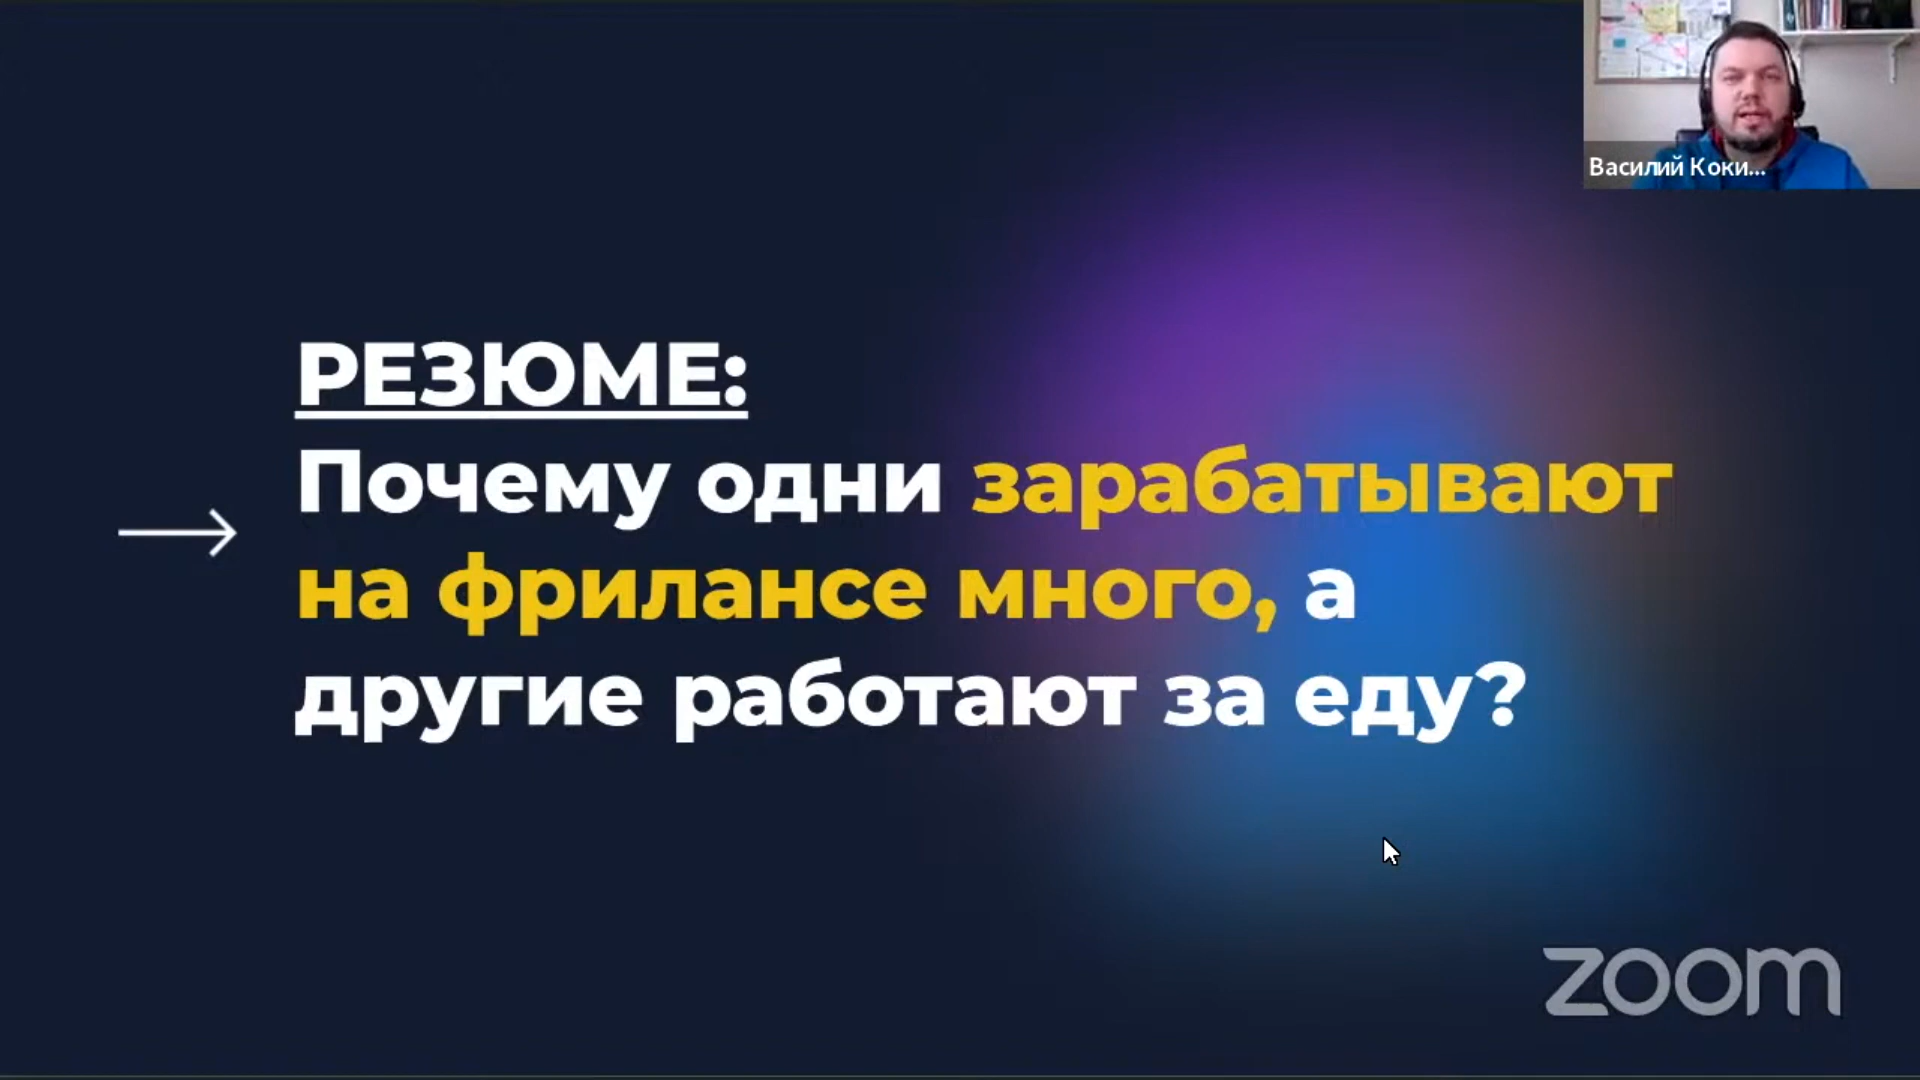 Василий Коки...
РЕЗЮМЕ:
Почему одни зарабатывают
на фрилансе много, а
другие работают за еду?
zoom